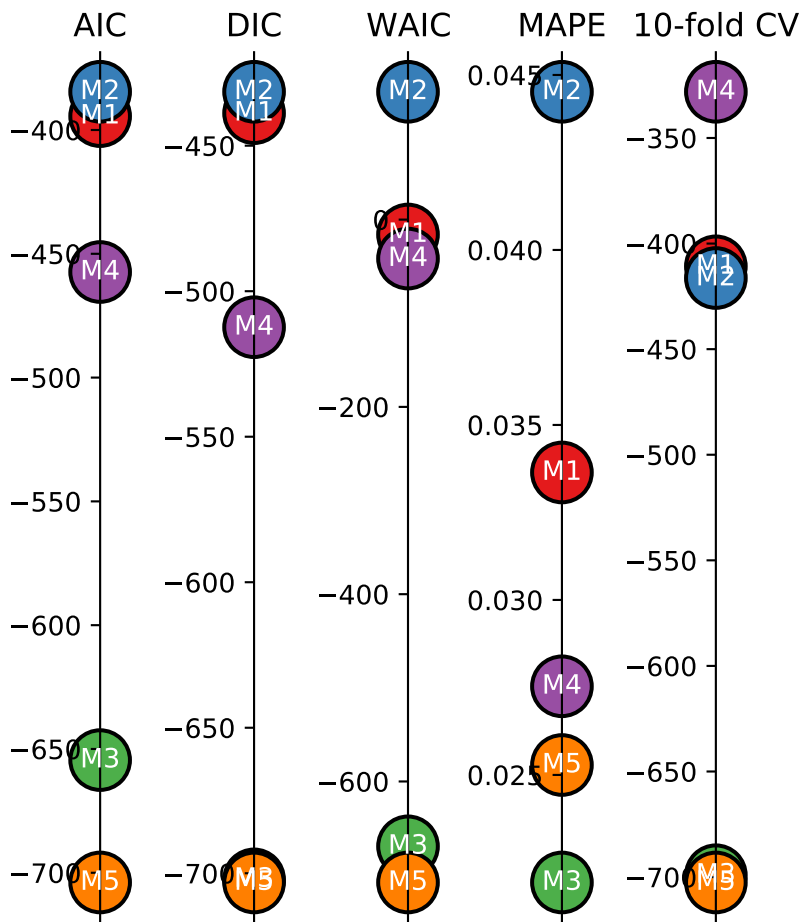 AIC
DIC
WAIC
MAPE
10-fold CV
M2
M1
−400
−450
M4
−500
−550
−600
−650
M3
−700
M5
M2
M1
−450
−500
M4
−550
−600
−650
−700
M5
M2
0
M1
M4
−200
−400
−600
M3
M5
0.045
M2
0.040
0.035
M1
0.030
M4
M5
0.025
M3
M4
−350
−400
M1
M2
−450
−500
−550
−600
−650
M3
−700
M5